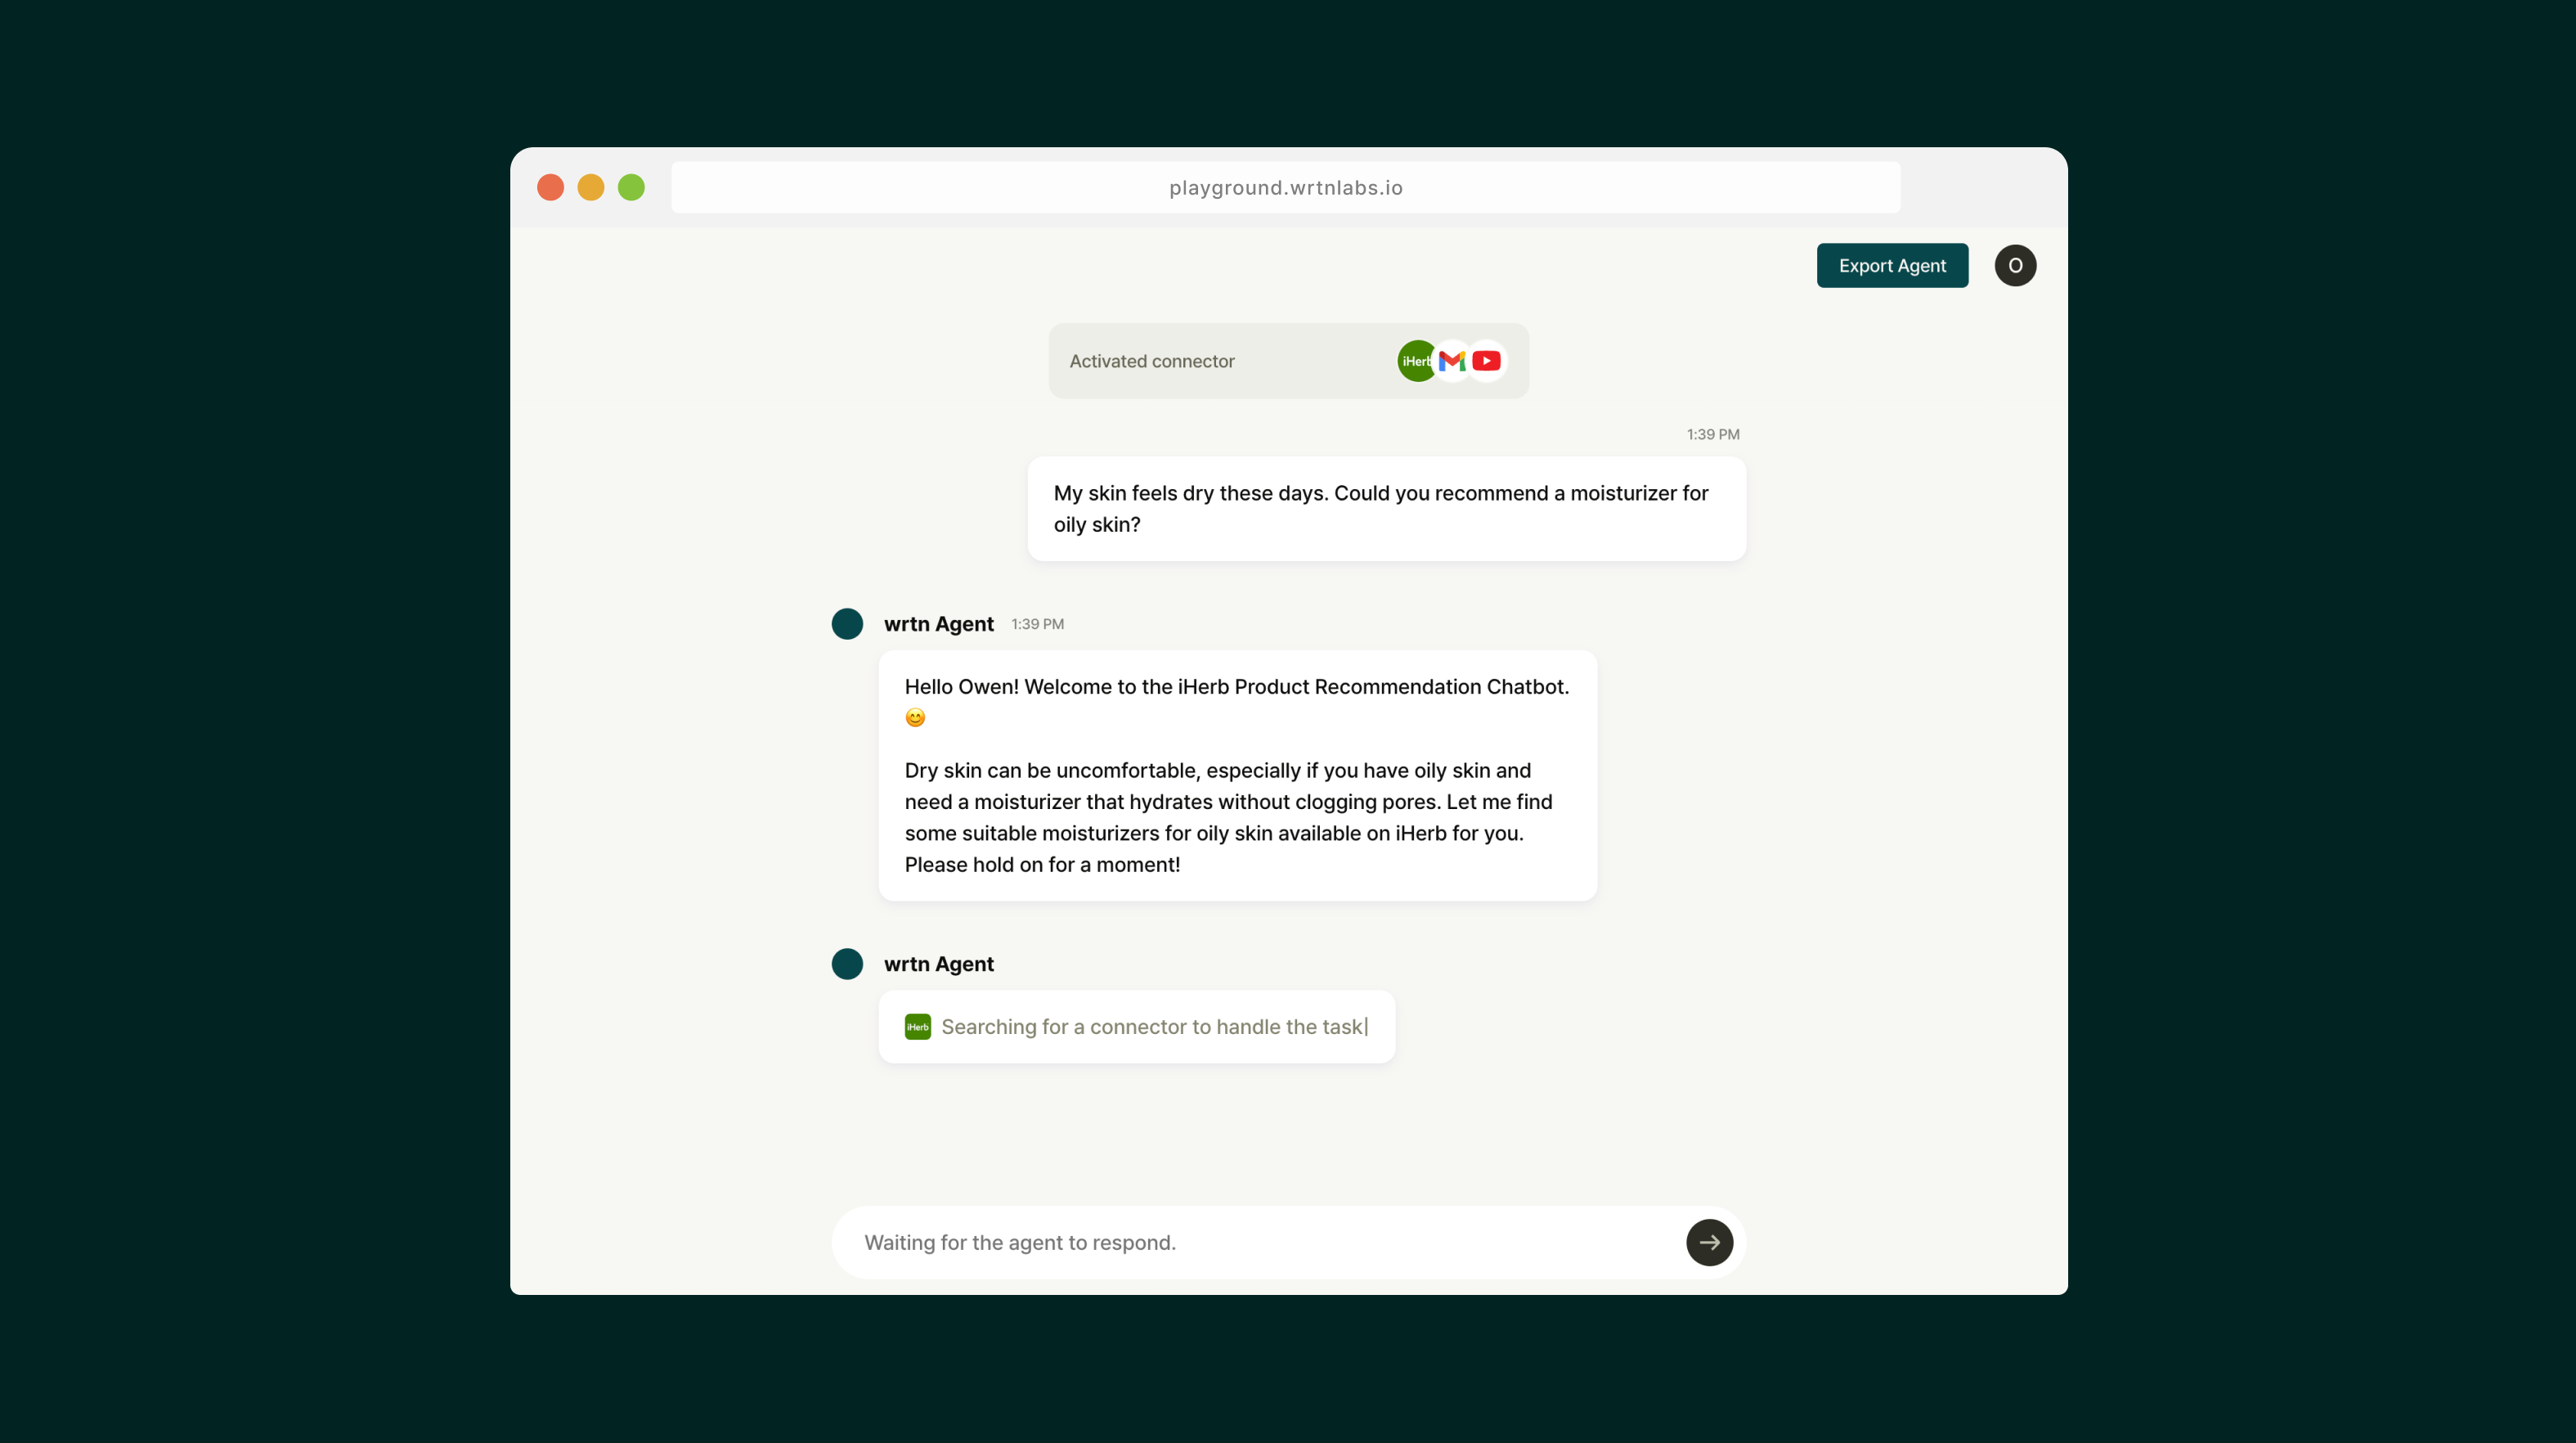 playground.wrtnlabs.io
Export Agent
O
Activated connector
iHerb
1:39 PM
My skin feels dry these days. Could you recommend a moisturizer for
oily skin?
wrtn Agent 1:39 PM
Hello Owen! Welcome to the iHerb Product Recommendation Chatbot.
😊
Dry skin can be uncomfortable, especially if you have oily skin and
need a moisturizer that hydrates without clogging pores. Let me find
some suitable moisturizers for oily skin available on iHerb for you.
Please hold on for a moment!
wrtn Agent
iHerb Searching for a connector to handle the task
Waiting for the agent to respond.